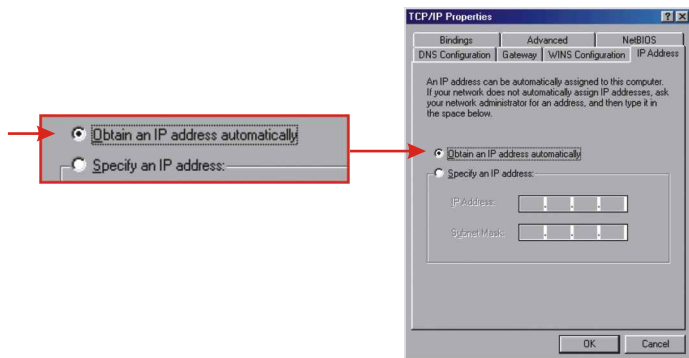 Obtain an IP address automatically
Specify an IP address:
TCP/IP Properties
Bindings
Advanced
NetBIOS
DNS Configuration
Gateway
WINS Configuration
IP Address
An IP address can be automatically assigned to this computer.
If your network does not automatically assign IP addresses, ask
your network administrator for an address, and then type it in
the space below.
Obtain an IP address automatically
Specify an IP address:
IP Address:
Subnet Mask:
OK
Cancel